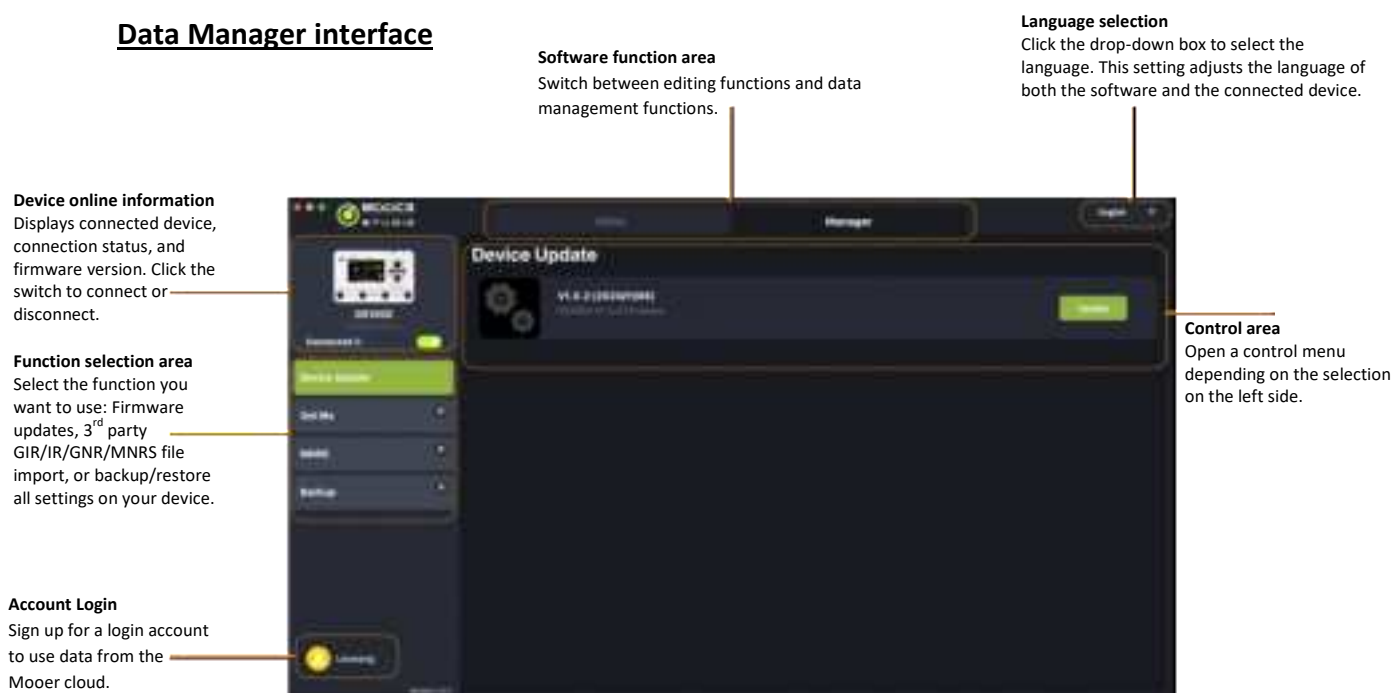 Data Manager interface
Language selection
Click the drop-down box to select the
language. This setting adjusts the language of
both the software and the connected device.
Software function area
Switch between editing functions and data
management functions.
Device online information
Displays connected device,
connection status, and
firmware version. Click the
switch to connect or
disconnect.
Function selection area
Select the function you
want to use: Firmware
updates, 3rd party
GIR/IR/GNR/MNRS file
import, or backup/restore
all settings on your device.
Account Login
Sign up for a login account
to use data from the
Mooer cloud.
Manager
English
Device Update
Update
Connected
Device Update
Backup
Control area
Open a control menu
depending on the selection
on the left side.